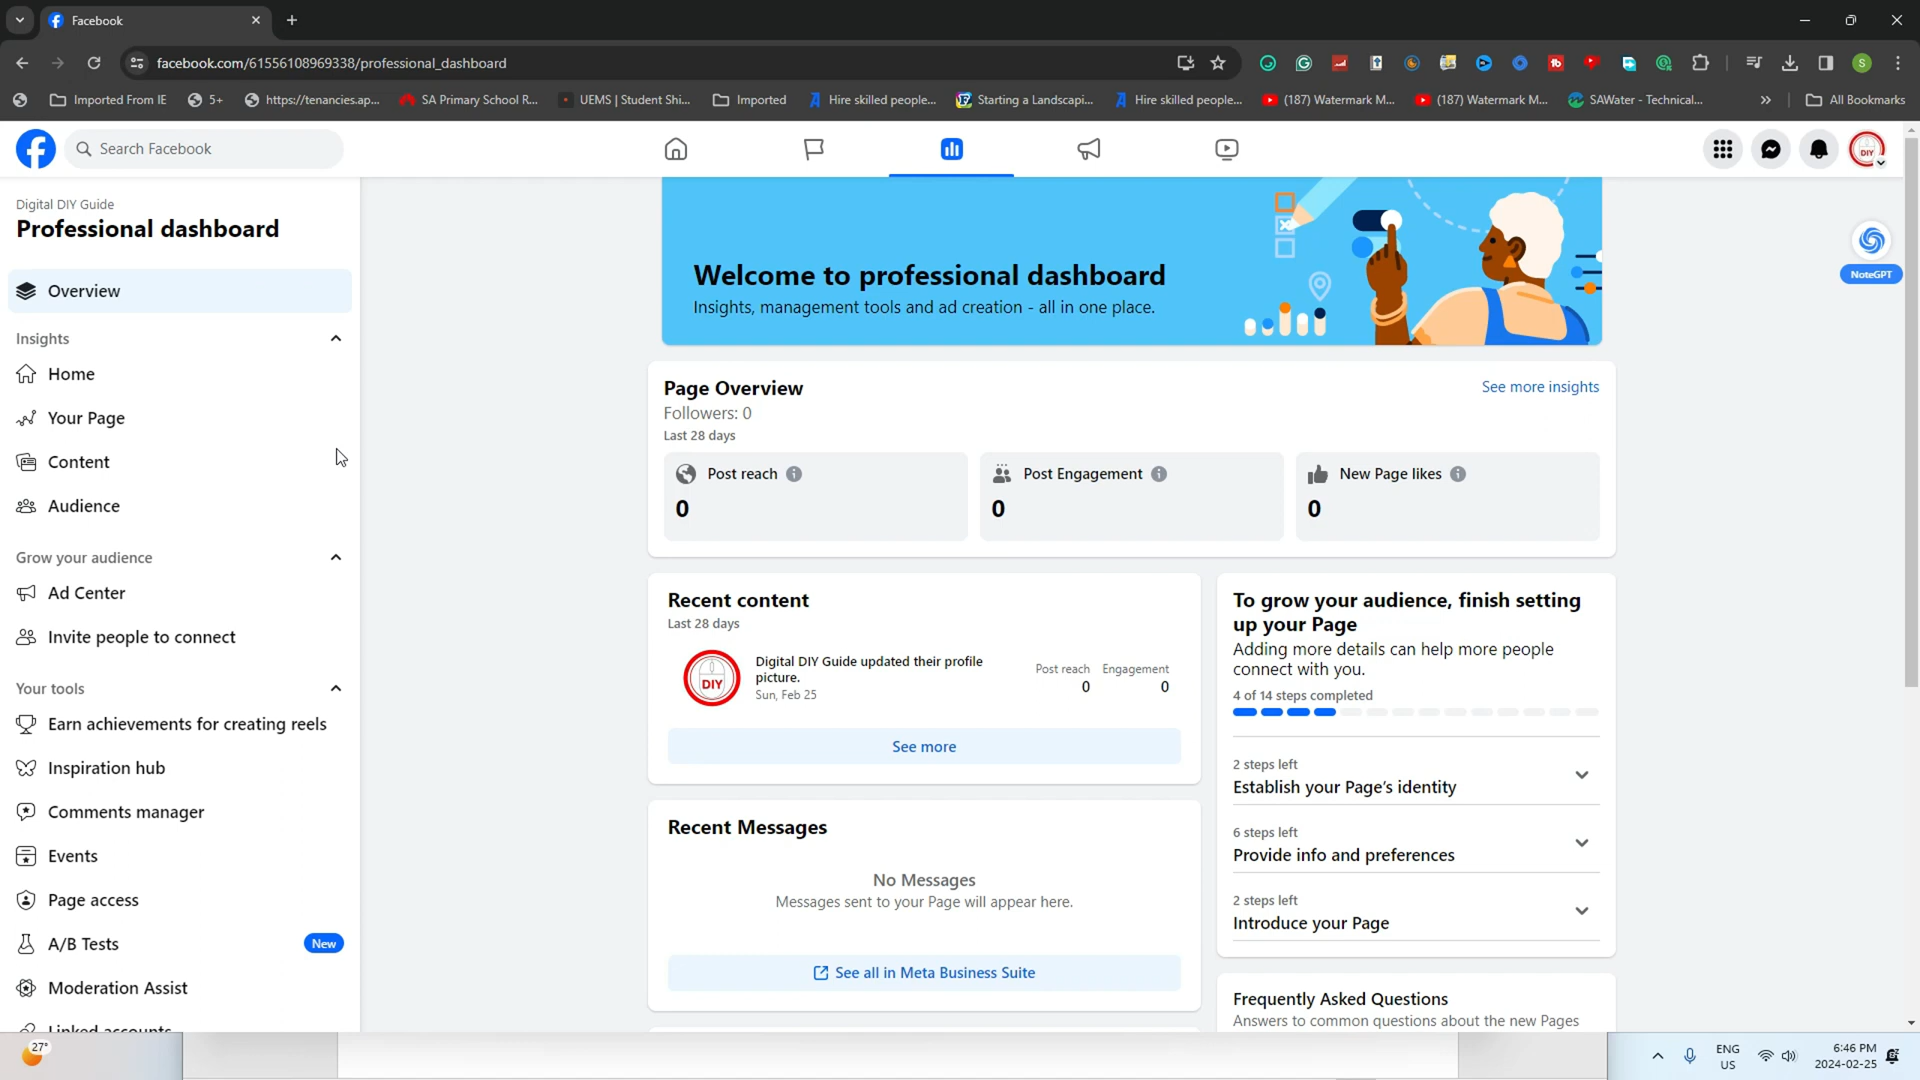 Facebook
facebook.com/61556108969338/professional_dashboard
Imported From IE
5+
https://tenancies.ap...
SA Primary School R...
UEMS | Student Shi...
Imported
Hire skilled people...
Starting a Landscapi...
Hire skilled people...
(187) Watermark M...
(187) Watermark M...
SAWater - Technical...
All Bookmarks
Search Facebook
Digital DIY Guide
Professional dashboard
Overview
Insights
Home
Your Page
Content
Audience
Grow your audience
Ad Center
Invite people to connect
Your tools
Earn achievements for creating reels
Inspiration hub
Comments manager
Events
Page access
A/B Tests
New
Moderation Assist
Linked accounts
Welcome to professional dashboard
Insights, management tools and ad creation - all in one place.
NoteGPT
Page Overview
See more insights
Followers: 0
Last 28 days
Post reach
0
Post Engagement
0
New Page likes
0
Recent content
Last 28 days
DIY
Digital DIY Guide updated their profile
picture.
Sun, Feb 25
Post reach
0
Engagement
0
See more
Recent Messages
No Messages
Messages sent to your Page will appear here.
See all in Meta Business Suite
To grow your audience, finish setting
up your Page
Adding more details can help more people
connect with you.
4 of 14 steps completed
2 steps left
Establish your Page's identity
6 steps left
Provide info and preferences
2 steps left
Introduce your Page
Frequently Asked Questions
Answers to common questions about the new Pages
27°
ENG
US
6:46 PM
2024-02-25